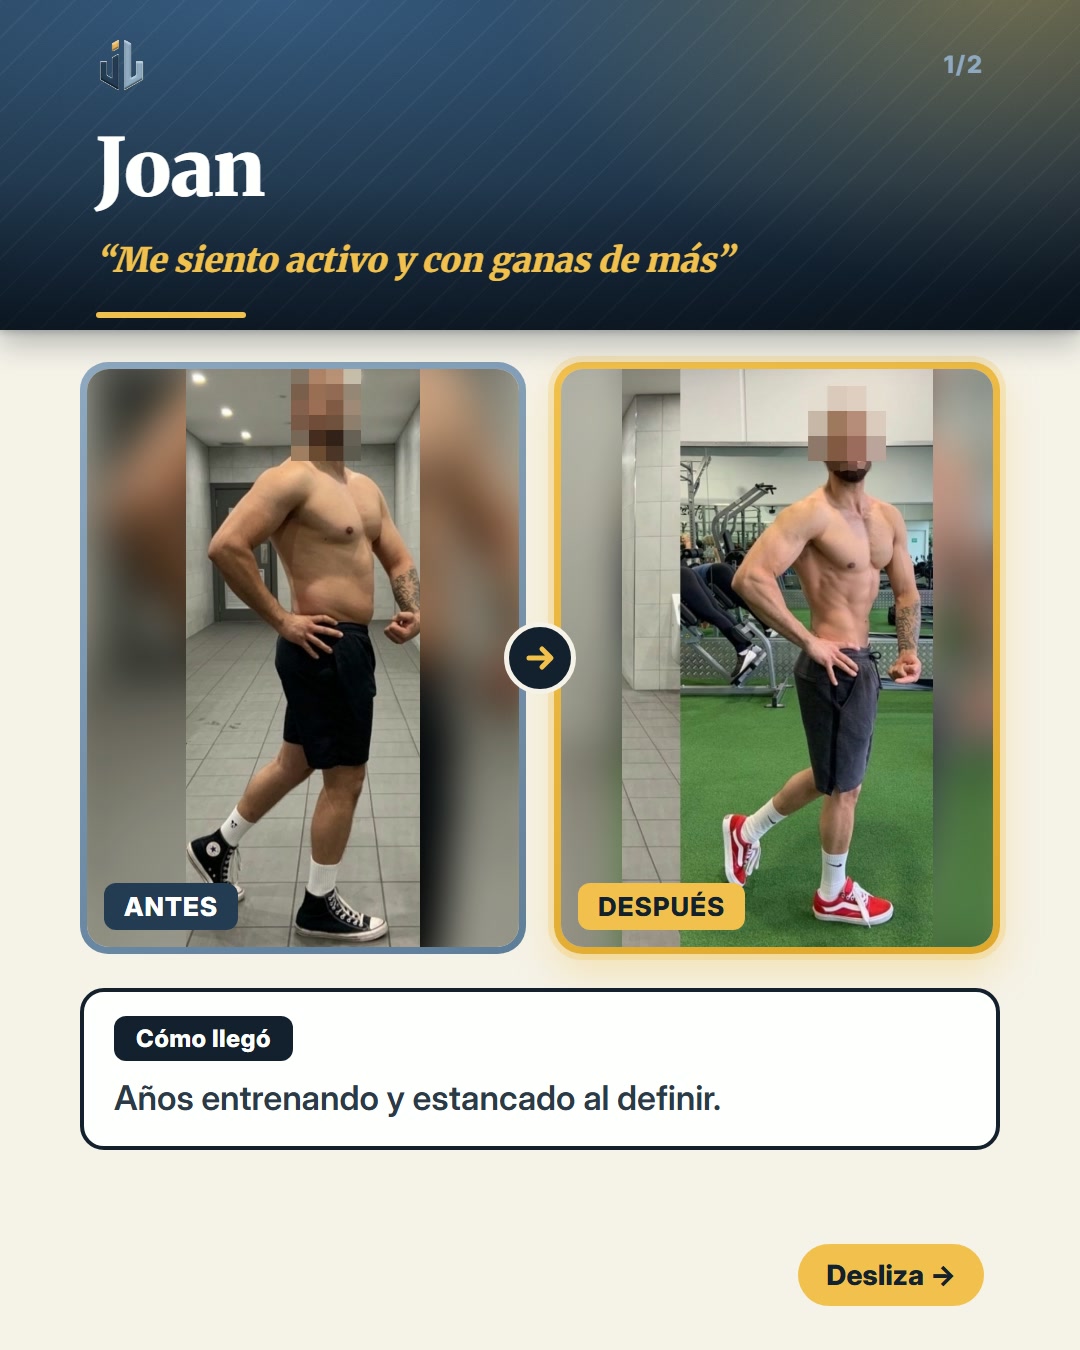 1/2
Joan
“Me siento activo y con ganas de más”
ANTES
DESPUÉS
Cómo llegó
Años entrenando y estancado al definir.
Desliza →